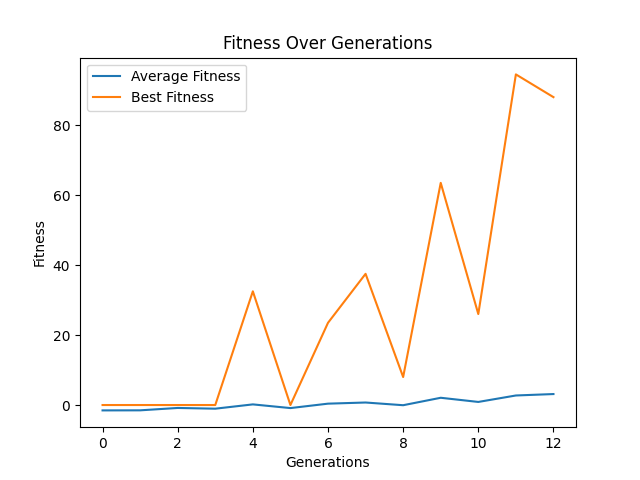 Fitness Over Generations
Average Fitness
Best Fitness
80
60
40
20
0
Fitness
0 2 4 6 8 10 12
Generations